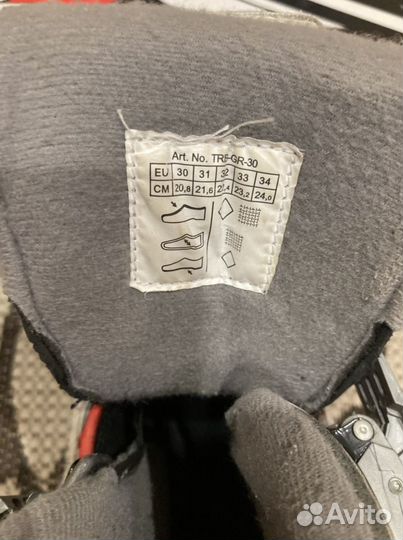 Art. No. TRE-GR-30
EU 30 31 32 33 34
CM 20,8 21,6 22,4 23,2 24,0
Avito